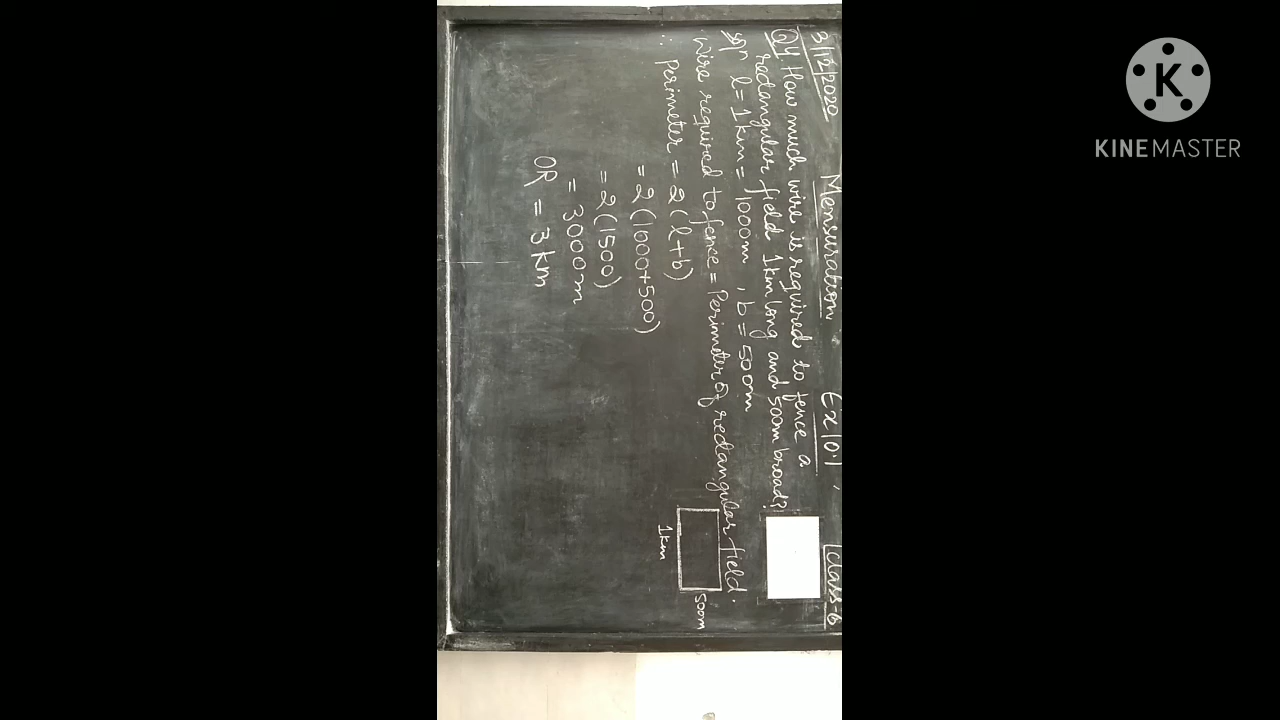 3/12/2020 Mensuration Ex 10.1, Class-6
Q4 How much wire is required to fence a
rectangular field 1km long and 500m broad?
Solⁿ l = 1km = 1000m, b = 500m
Wire required to fence = Perimeter of rectangular field.
∴ Perimeter = 2(l+b)
= 2(1000+500)
= 2(1500)
= 3000m
OR = 3km
500m
1km
K
KINEMASTER